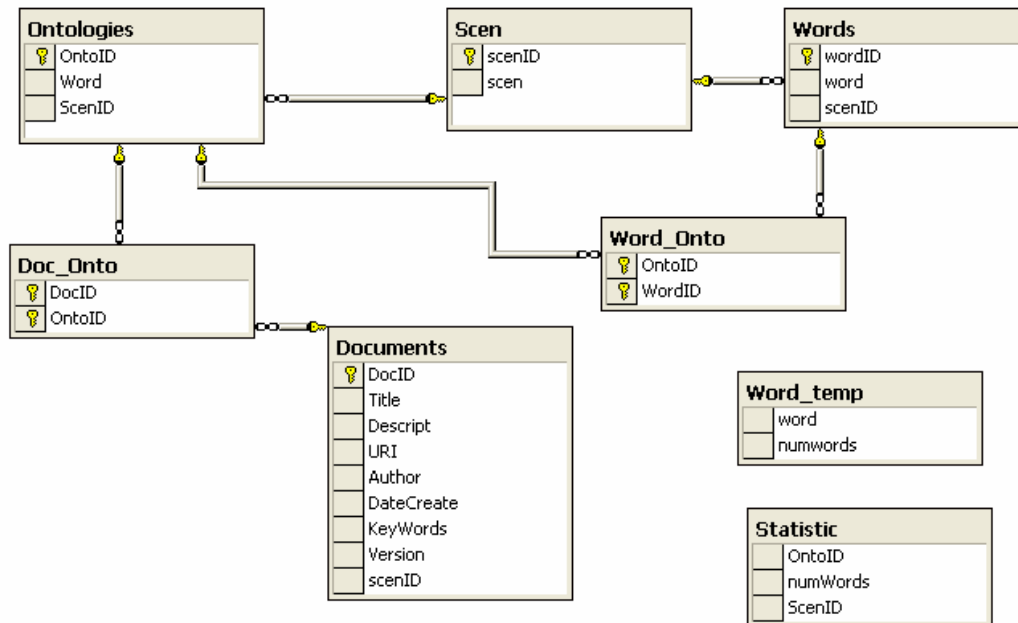 Ontologies
OntoID
Word
ScenID
Scen
scenID
scen
Words
wordID
word
scenID
Doc_Onto
DocID
OntoID
Word_Onto
OntoID
WordID
Documents
DocID
Title
Descript
URI
Author
DateCreate
KeyWords
Version
scenID
Word_temp
word
numwords
Statistic
OntoID
numWords
ScenID